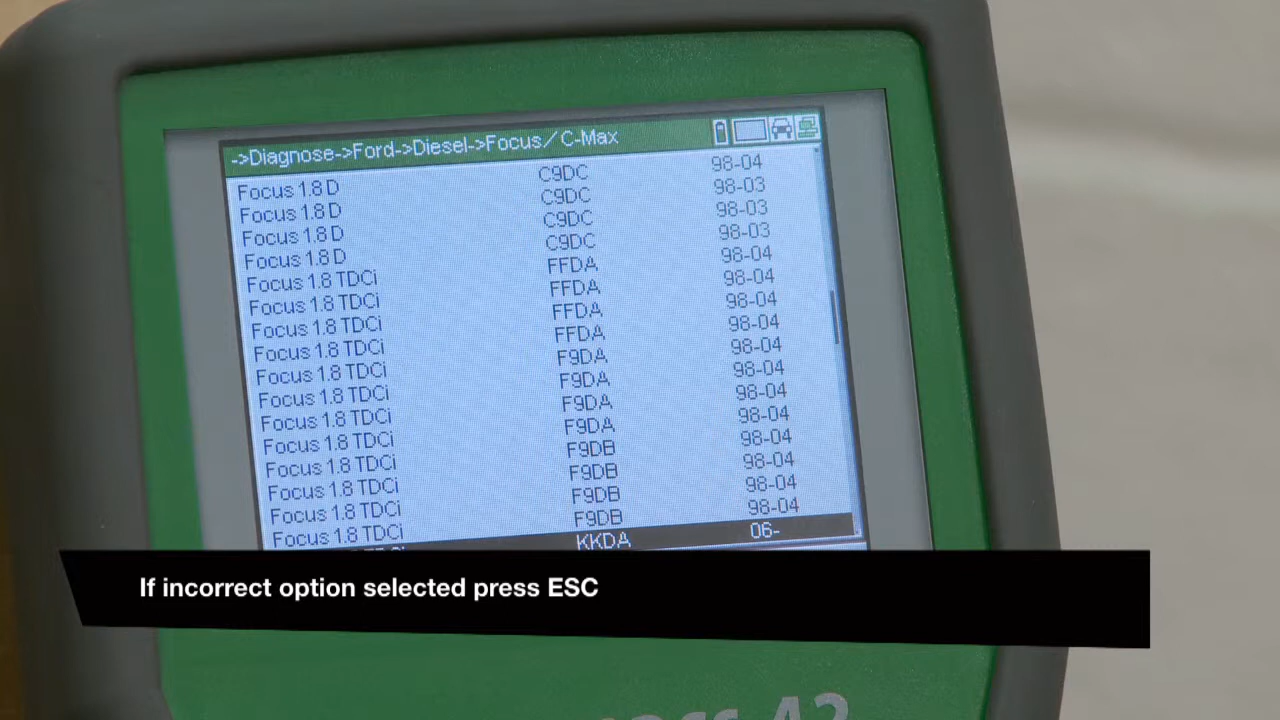 ->Diagnose->Ford->Diesel->Focus/C-Max
Focus 1.8 D C9DC 98-04
Focus 1.8 D C9DC 98-03
Focus 1.8 D C9DC 98-03
Focus 1.8 D C9DC 98-03
Focus 1.8 TDCi FFDA 98-04
Focus 1.8 TDCi FFDA 98-04
Focus 1.8 TDCi FFDA 98-04
Focus 1.8 TDCi FFDA 98-04
Focus 1.8 TDCi F9DA 98-04
Focus 1.8 TDCi F9DA 98-04
Focus 1.8 TDCi F9DA 98-04
Focus 1.8 TDCi F9DA 98-04
Focus 1.8 TDCi F9DB 98-04
Focus 1.8 TDCi F9DB 98-04
Focus 1.8 TDCi F9DB 98-04
Focus 1.8 TDCi F9DB 98-04
KKDA 06-
If incorrect option selected press ESC